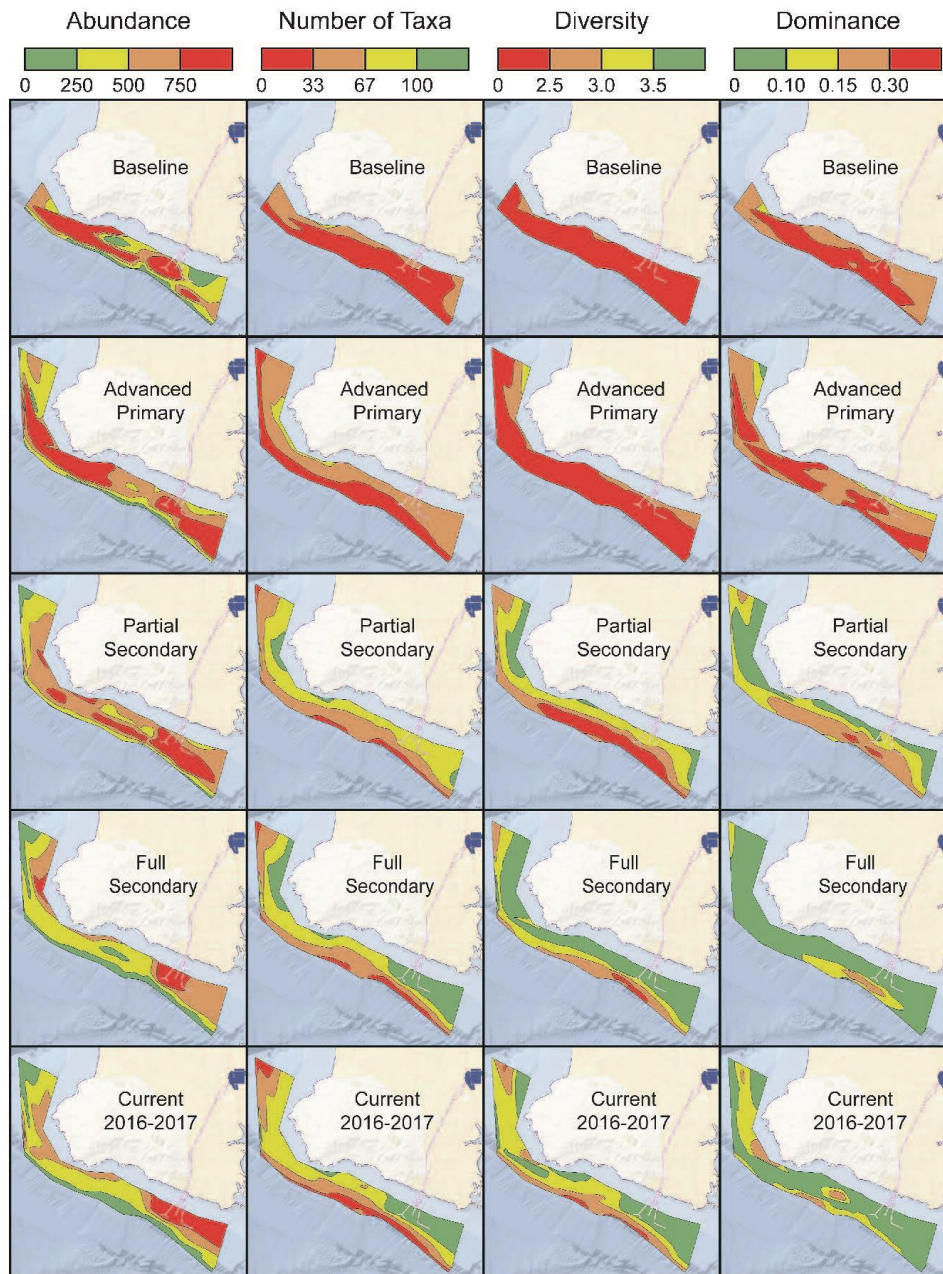 Abundance Number of Taxa Diversity Dominance
0 250 500 750 0 33 67 100 0 2.5 3.0 3.5 0 0.10 0.15 0.30
Baseline Baseline Baseline Baseline
Advanced Advanced Advanced Advanced
Primary Primary Primary Primary
Partial Partial Partial Partial
Secondary Secondary Secondary Secondary
Full Full Full Full
Secondary Secondary Secondary Secondary
Current Current Current Current
2016-2017 2016-2017 2016-2017 2016-2017